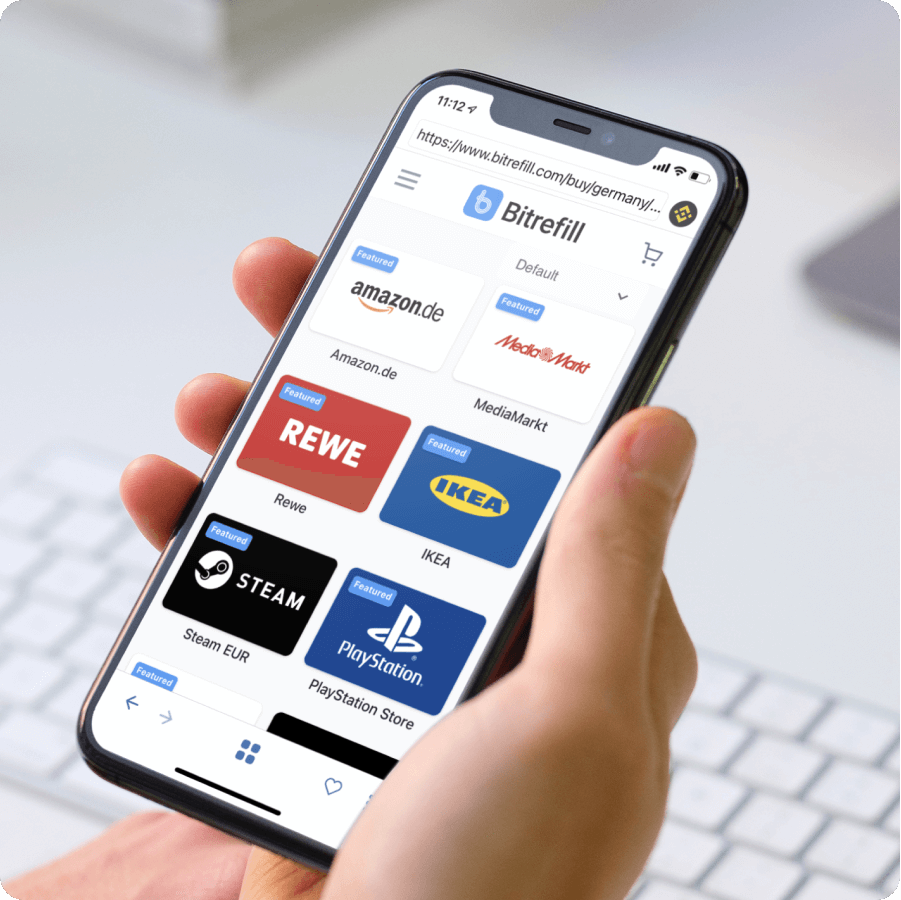 11:12
https://www.bitrefill.com/buy/germany/...
Bitrefill
Default
Featured
amazon.de
Amazon.de
Featured
MediaMarkt
MediaMarkt
Featured
REWE
Rewe
Featured
IKEA
IKEA
Featured
STEAM
Steam EUR
Featured
PlayStation
PlayStation Store
Featured